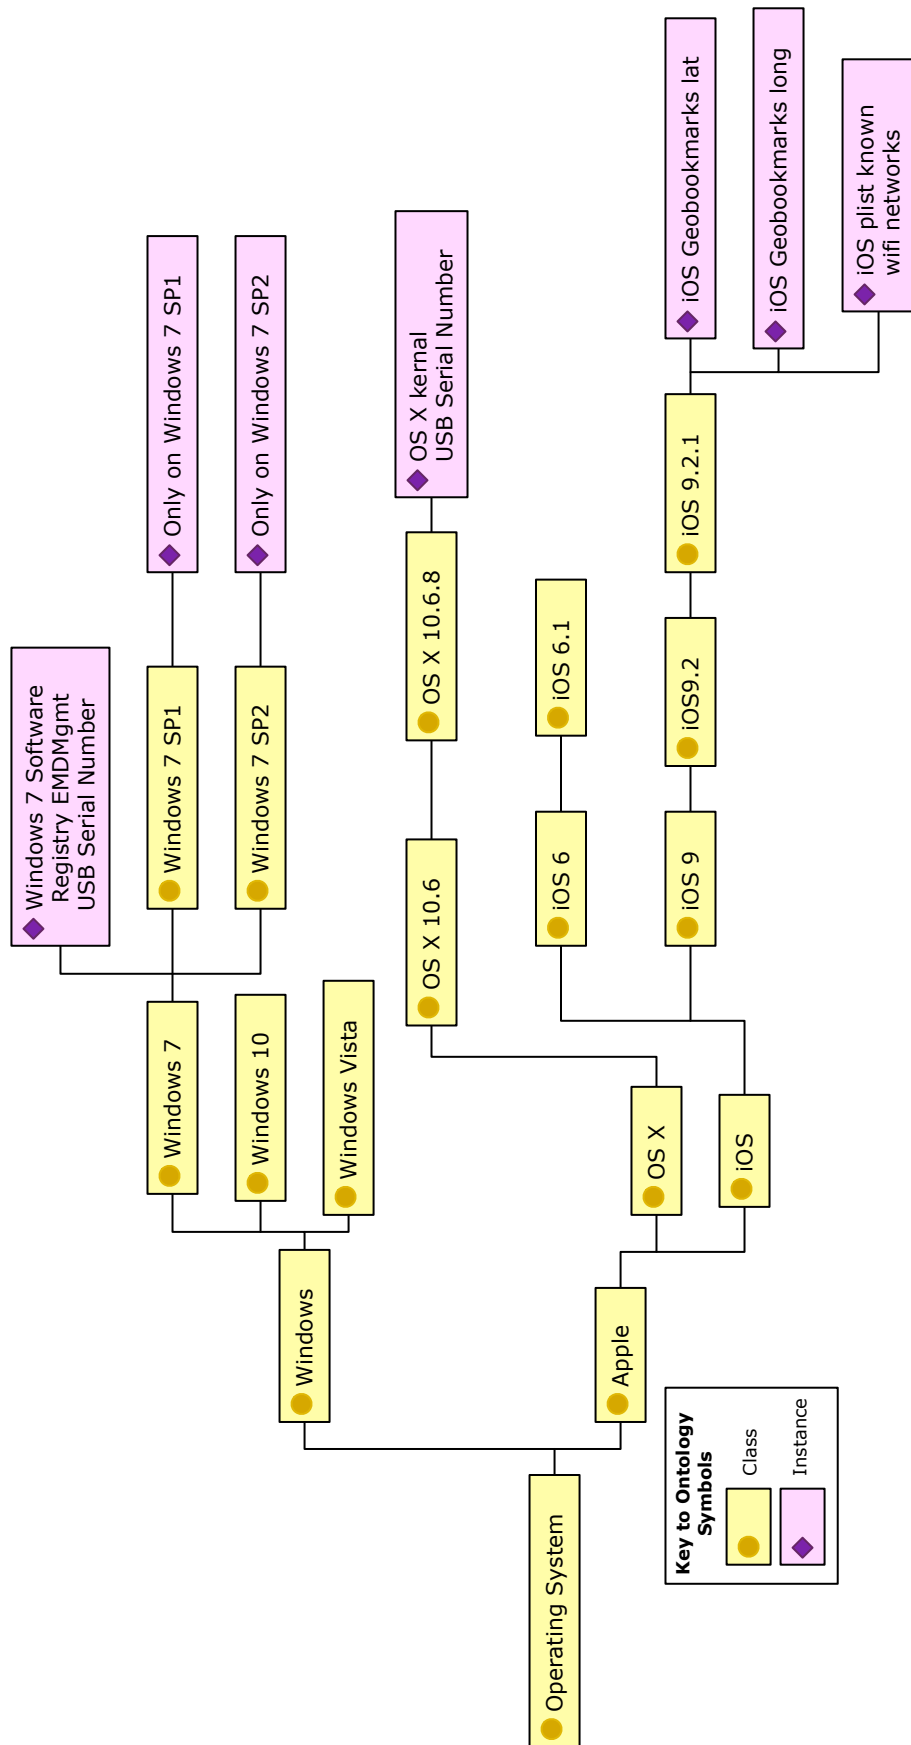 Operating System
Windows
Windows 7
Windows 7 Software
Registry EMDMgmt
USB Serial Number
Windows 7 SP1
Only on Windows 7 SP1
Windows 7 SP2
Only on Windows 7 SP2
Windows 10
Windows Vista
Apple
OS X
OS X 10.6
OS X 10.6.8
OS X kernal
USB Serial Number
iOS
iOS 6
iOS 6.1
iOS 9
iOS9.2
iOS 9.2.1
iOS Geobookmarks lat
iOS Geobookmarks long
iOS plist known
wifi networks
Key to Ontology
Symbols
Class
Instance